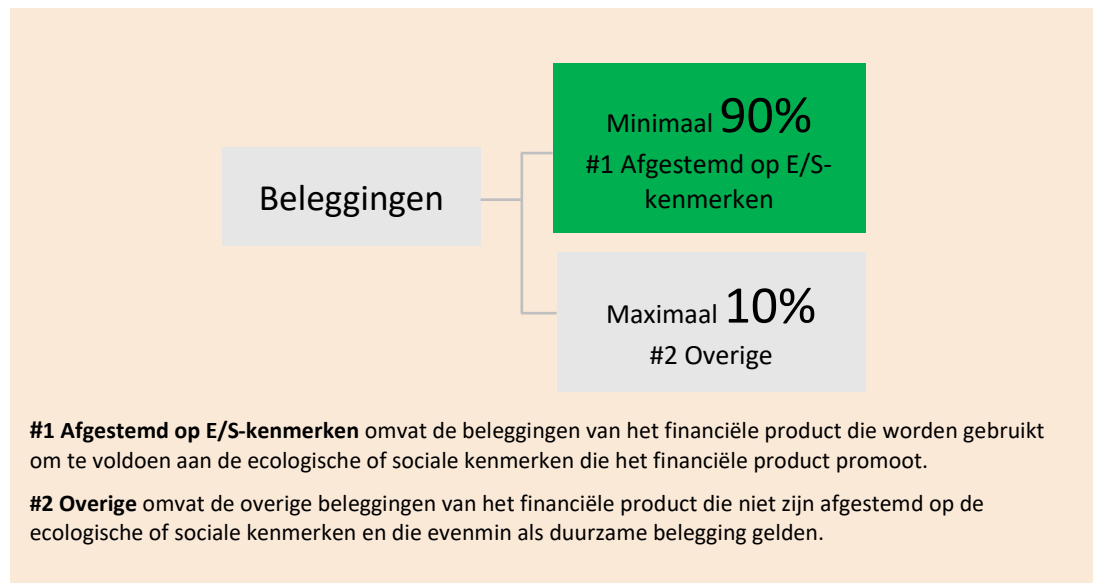 Beleggingen
Minimaal 90%
#1 Afgestemd op E/S-
kenmerken
Maximaal 10%
#2 Overige
#1 Afgestemd op E/S-kenmerken omvat de beleggingen van het financiële product die worden gebruikt
om te voldoen aan de ecologische of sociale kenmerken die het financiële product promoot.
#2 Overige omvat de overige beleggingen van het financiële product die niet zijn afgestemd op de
ecologische of sociale kenmerken en die evenmin als duurzame belegging gelden.